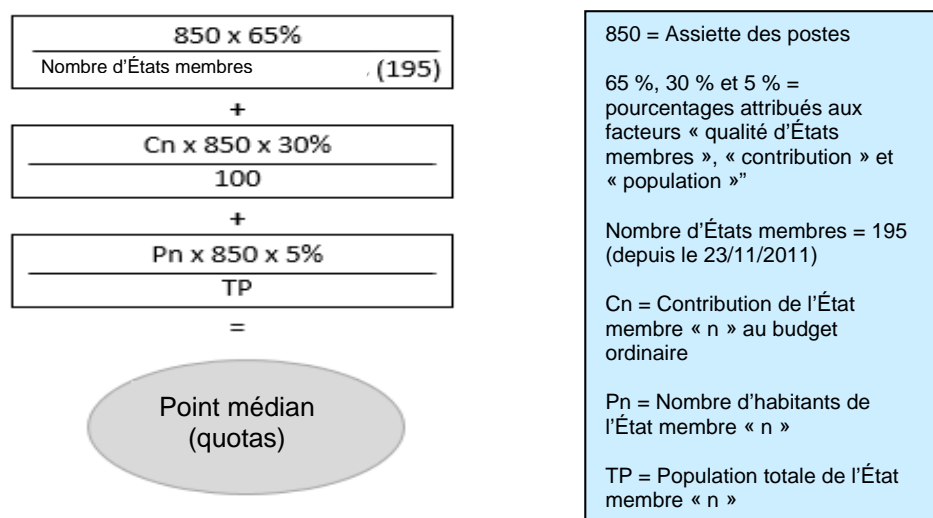 850 x 65%
Nombre d’États membres , (195)
+
Cn x 850 x 30%
100
+
Pn x 850 x 5%
TP
=
Point médian
(quotas)
850 = Assiette des postes
65 %, 30 % et 5 % =
pourcentages attribués aux
facteurs « qualité d’États
membres », « contribution » et
« population »”
Nombre d’États membres = 195
(depuis le 23/11/2011)
Cn = Contribution de l’État
membre « n » au budget
ordinaire
Pn = Nombre d’habitants de
l’État membre « n »
TP = Population totale de l’État
membre « n »